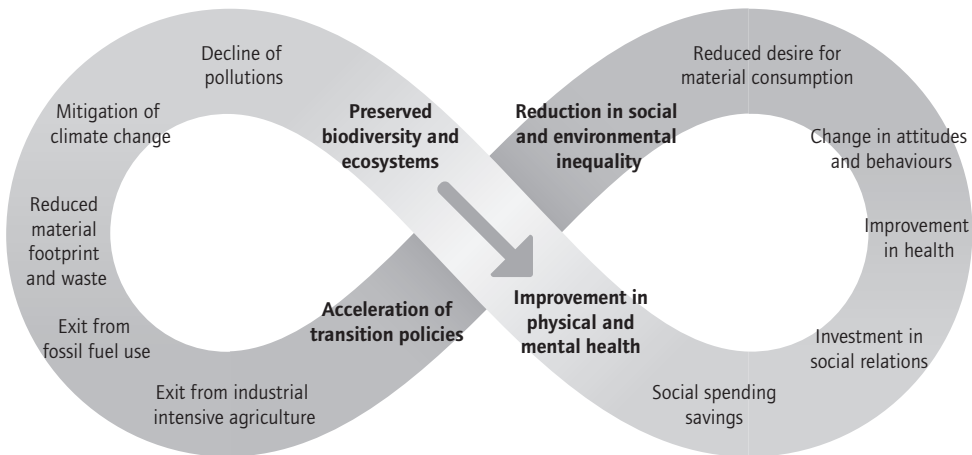 Decline of
pollutions
Mitigation of
climate change
Reduced
material
footprint
and waste
Exit from
fossil fuel use
Exit from industrial
intensive agriculture
Acceleration of
transition policies
Preserved
biodiversity and
ecosystems
Reduction in social
and environmental
inequality
Reduced desire for
material consumption
Change in attitudes
and behaviours
Improvement
in health
Investment in
social relations
Social spending
savings
Improvement in
physical and
mental health